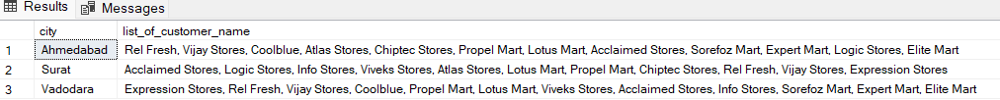 Results Messages
city list_of_customer_name
1 Ahmedabad Rel Fresh, Vijay Stores, Coolblue, Atlas Stores, Chiptec Stores, Propel Mart, Lotus Mart, Acclaimed Stores, Sorefoz Mart, Expert Mart, Logic Stores, Elite Mart
2 Surat Acclaimed Stores, Logic Stores, Info Stores, Viveks Stores, Atlas Stores, Lotus Mart, Propel Mart, Chiptec Stores, Rel Fresh, Vijay Stores, Expression Stores
3 Vadodara Expression Stores, Rel Fresh, Vijay Stores, Coolblue, Propel Mart, Lotus Mart, Viveks Stores, Acclaimed Stores, Info Stores, Sorefoz Mart, Expert Mart, Elite Mart